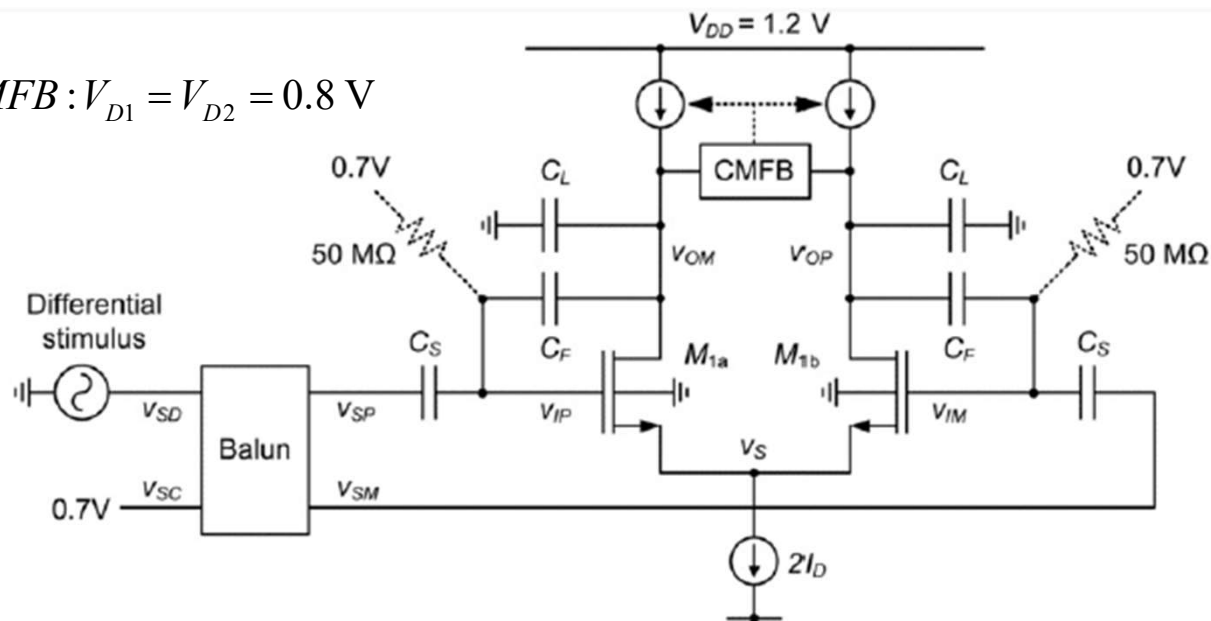 V_DD = 1.2 V
MFB : V_D1 = V_D2 = 0.8 V
0.7V
C_L
CMFB
C_L
0.7V
50 MΩ
v_OM
v_OP
50 MΩ
Differential
stimulus
C_S
C_F
M_1a
M_1b
C_F
C_S
v_SD
v_SP
v_IP
v_IM
Balun
v_S
0.7V
v_SC
v_SM
2I_D